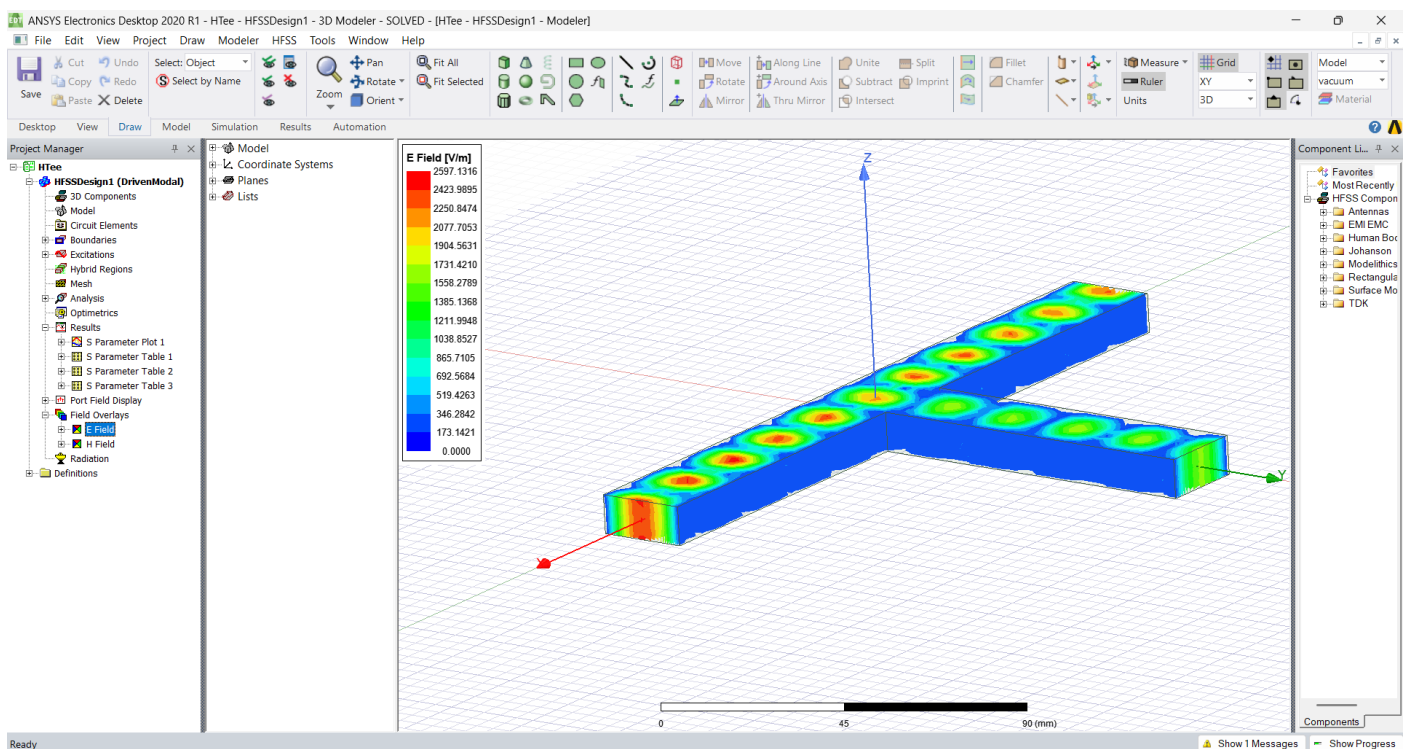 ANSYS Electronics Desktop 2020 R1 - HTee - HFSSDesign1 - 3D Modeler - SOLVED - [HTee - HFSSDesign1 - Modeler]
File Edit View Project Draw Modeler HFSS Tools Window Help
Save
Cut Undo
Copy Redo
Paste Delete
Select: Object
Select by Name
Zoom
Pan
Rotate
Orient
Fit All
Fit Selected
Move Along Line
Rotate Around Axis
Mirror Thru Mirror
Unite Split
Subtract Imprint
Intersect
Fillet
Chamfer
Measure
Ruler
Units
Grid
XY
3D
Model
vacuum
Material
Desktop View Draw Model Simulation Results Automation
Project Manager
HTee
HFSSDesign1 (DrivenModal)
3D Components
Model
Circuit Elements
Boundaries
Excitations
Hybrid Regions
Mesh
Analysis
Optimetrics
Results
S Parameter Plot 1
S Parameter Table 1
S Parameter Table 2
S Parameter Table 3
Port Field Display
Field Overlays
E Field
H Field
Radiation
Definitions
Model
Coordinate Systems
Planes
Lists
E Field [V/m]
2597.1316
2423.9895
2250.8474
2077.7053
1904.5631
1731.4210
1558.2789
1385.1368
1211.9948
1038.8527
865.7105
692.5684
519.4263
346.2842
173.1421
0.0000
Z
Y
X
0 45 90 (mm)
Component Li...
Favorites
Most Recently
HFSS Compon
Antennas
EMI EMC
Human Boc
Johanson
Modelithics
Rectangula
Surface Mo
TDK
Components
Ready
Show 1 Messages Show Progress